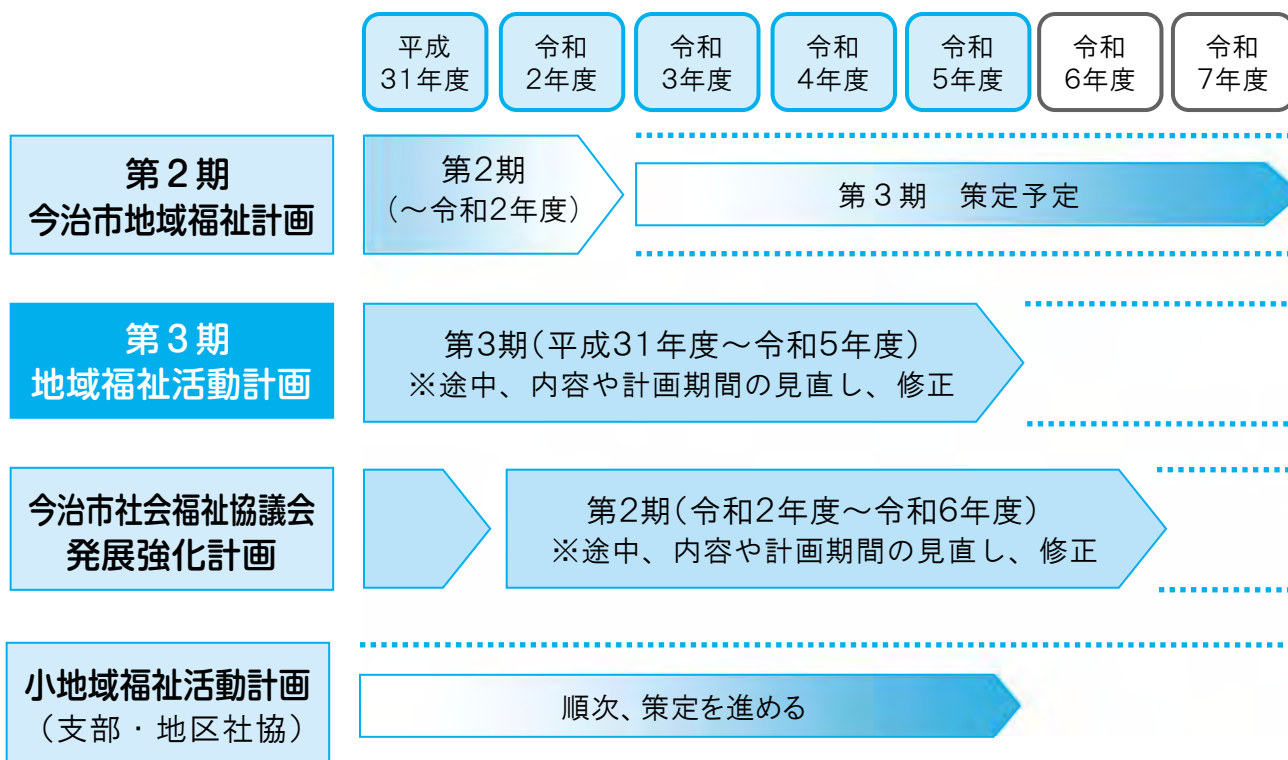 平成
31年度
令和
2年度
令和
3年度
令和
4年度
令和
5年度
令和
6年度
令和
7年度
第2期
今治市地域福祉計画
第2期
(～令和2年度)
第3期　策定予定
第3期
地域福祉活動計画
第3期(平成31年度～令和5年度)
※途中、内容や計画期間の見直し、修正
今治市社会福祉協議会
発展強化計画
第2期(令和2年度～令和6年度)
※途中、内容や計画期間の見直し、修正
小地域福祉活動計画
(支部・地区社協)
順次、策定を進める